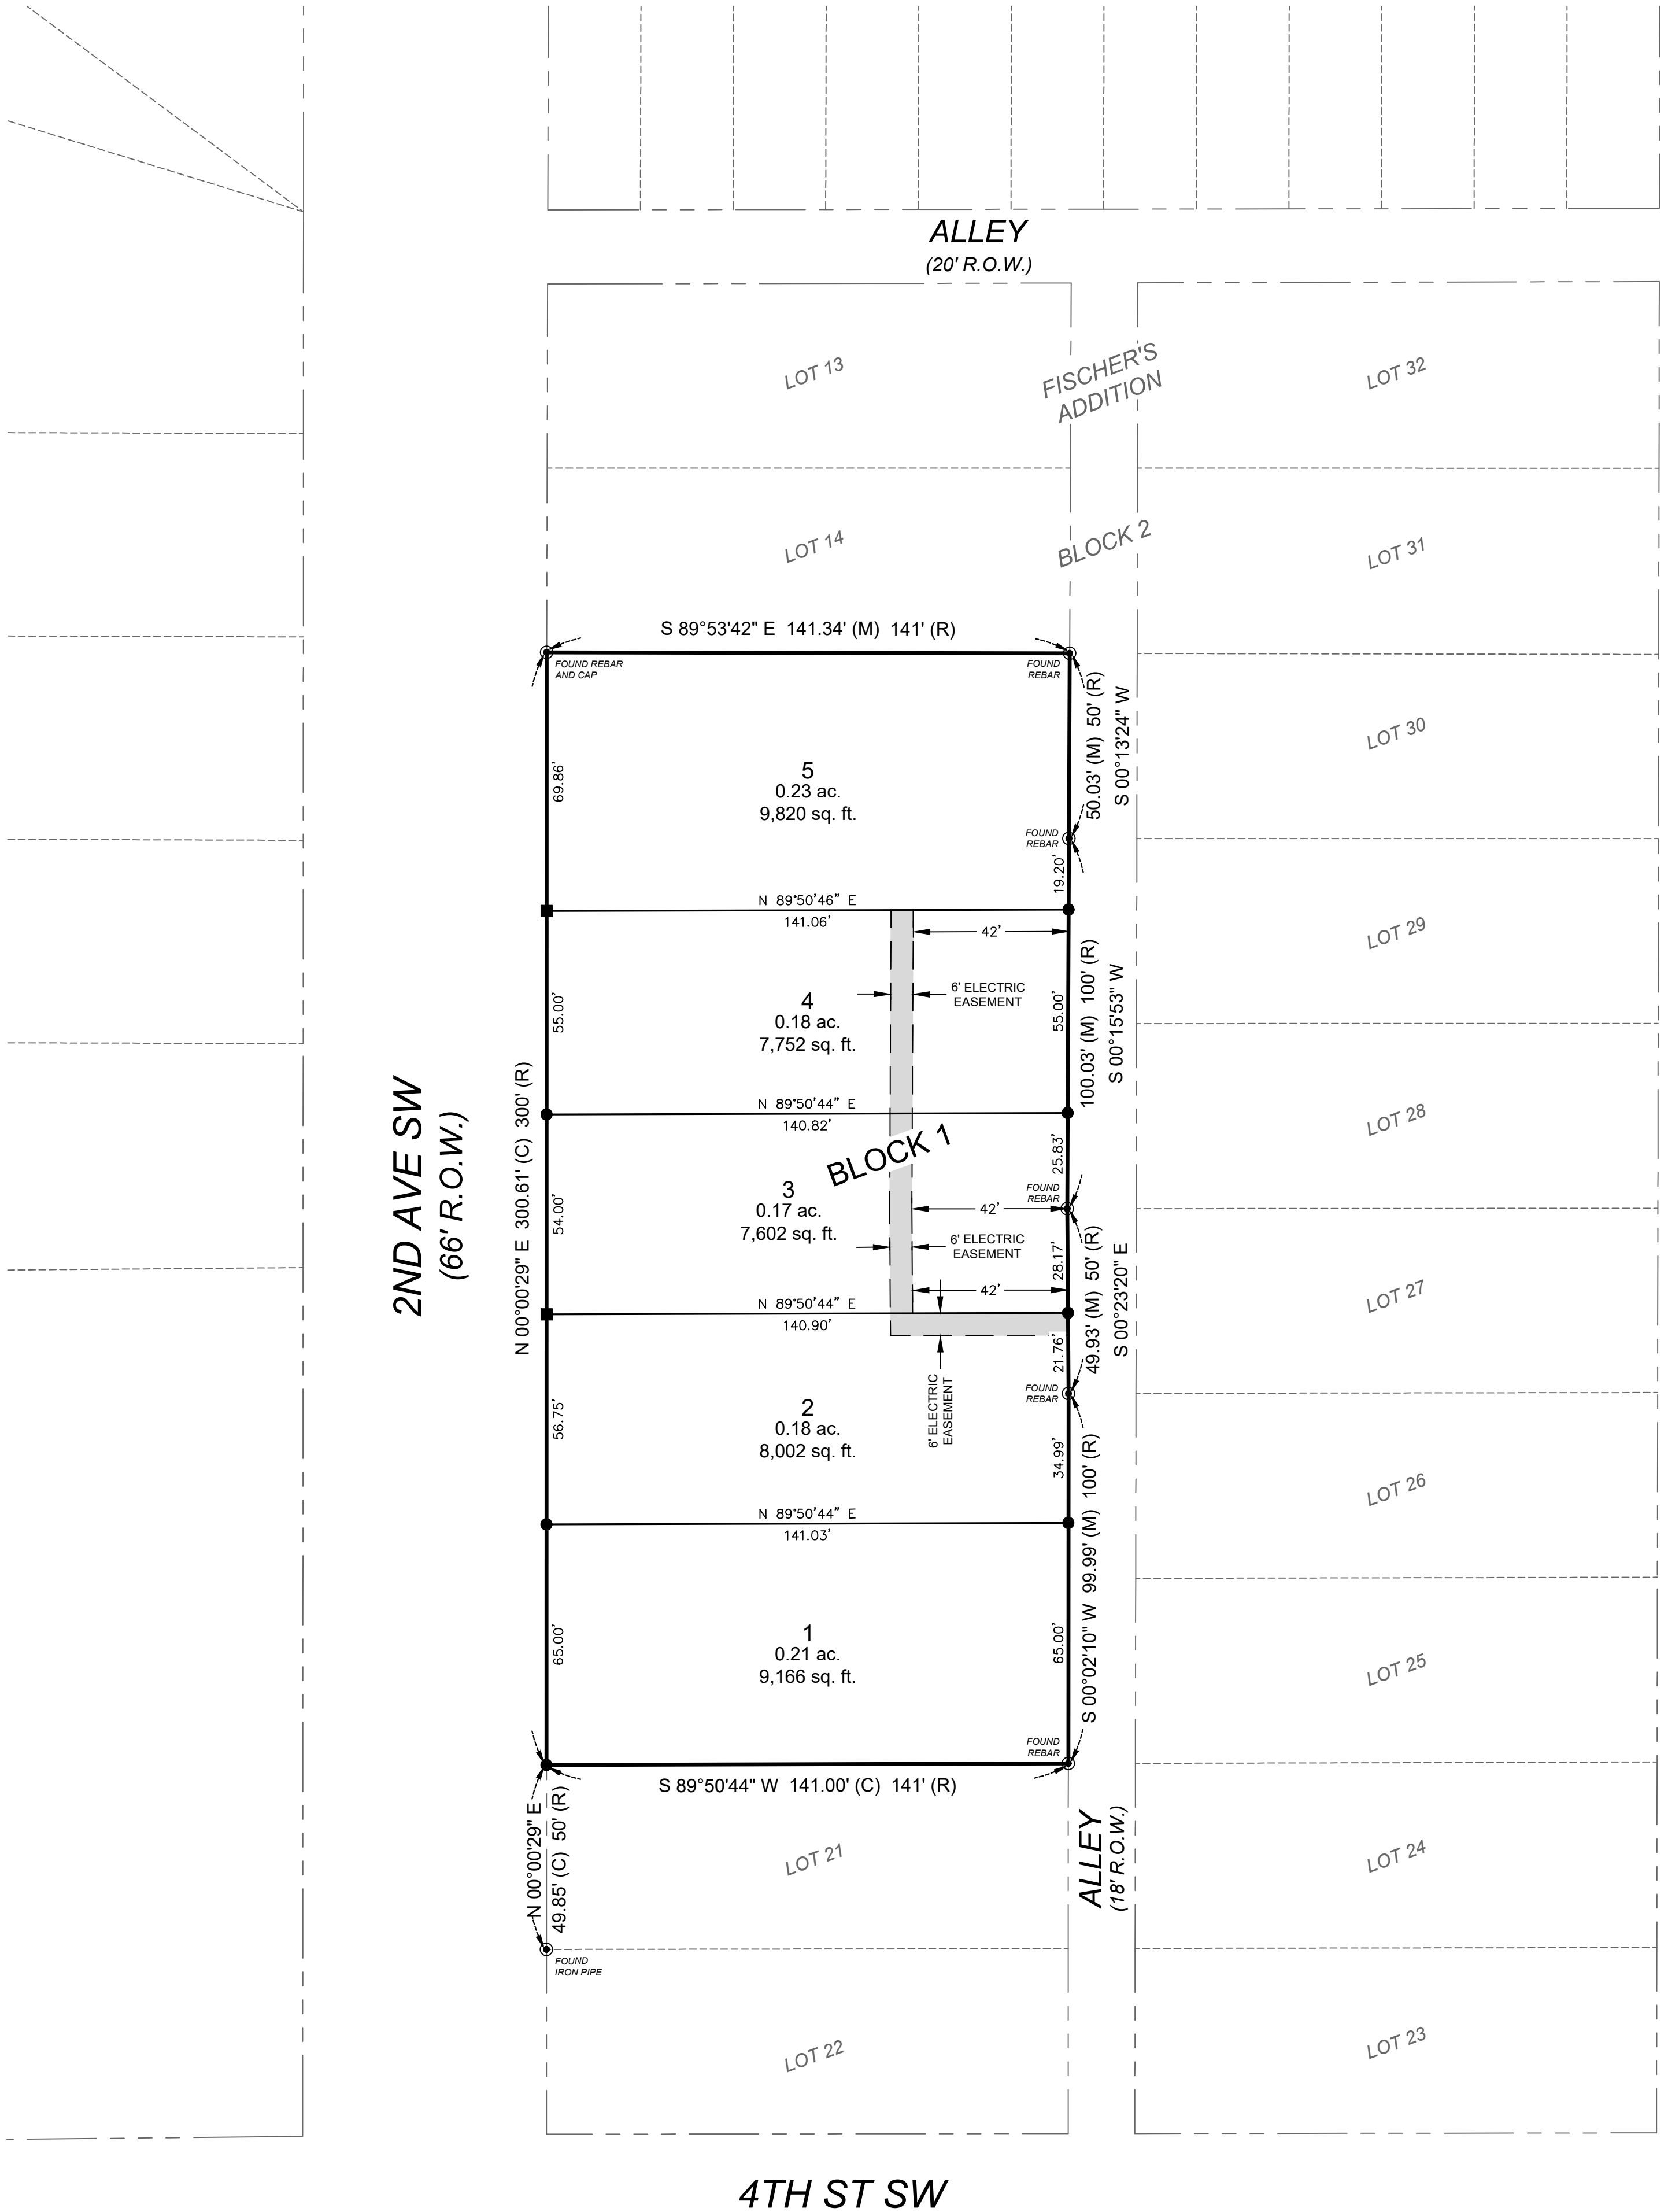 ALLEY
(20' R.O.W.)
LOT 13
FISCHER'S
ADDITION
LOT 32
LOT 14
BLOCK 2
LOT 31
S 89°53'42" E 141.34' (M) 141' (R)
FOUND REBAR
AND CAP
FOUND
REBAR
50.03' (M) 50' (R)
S 00°13'24" W
LOT 30
69.86'
5
0.23 ac.
9,820 sq. ft.
FOUND
REBAR
19.20'
N 89°50'46" E
141.06'
42'
LOT 29
6' ELECTRIC
EASEMENT
4
0.18 ac.
7,752 sq. ft.
55.00'
55.00'
100.03' (M) 100' (R)
S 00°15'53" W
N 89°50'44" E
140.82'
LOT 28
BLOCK 1
25.83'
2ND AVE SW
(66' R.O.W.)
N 00°00'29" E 300.61' (C) 300' (R)
54.00'
3
0.17 ac.
7,602 sq. ft.
FOUND
REBAR
42'
6' ELECTRIC
EASEMENT
28.17'
42'
49.93' (M) 50' (R)
S 00°23'20" E
LOT 27
N 89°50'44" E
140.90'
21.76'
6' ELECTRIC
EASEMENT
FOUND
REBAR
56.75'
2
0.18 ac.
8,002 sq. ft.
34.99'
LOT 26
N 89°50'44" E
141.03'
S 00°02'10" W 99.99' (M) 100' (R)
65.00'
1
0.21 ac.
9,166 sq. ft.
65.00'
LOT 25
FOUND
REBAR
S 89°50'44" W 141.00' (C) 141' (R)
N 00°00'29" E
49.85' (C) 50' (R)
LOT 21
ALLEY
(18' R.O.W.)
LOT 24
FOUND
IRON PIPE
LOT 22
LOT 23
4TH ST SW